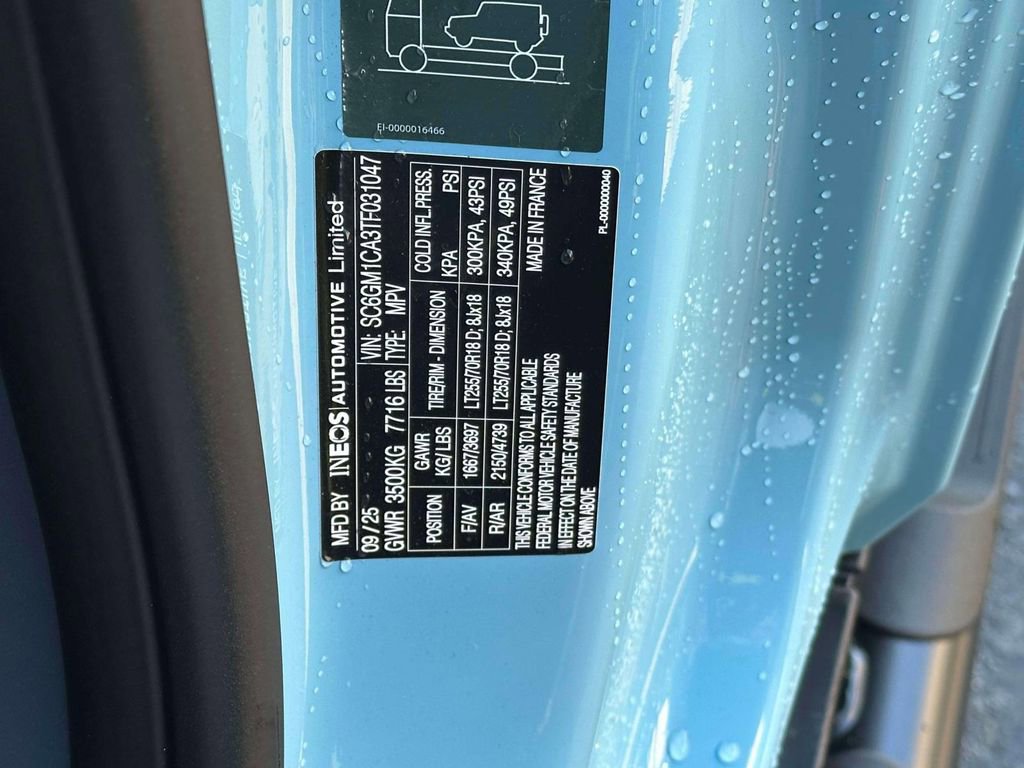 EI-0000016466
MFD BY INEOS AUTOMOTIVE Limited
09 / 25 VIN: SC6GM1CA3TF031047
GVWR 3500KG 7716 LBS TYPE: MPV
POSITION GAWR KG/LBS TIRE/RIM - DIMENSION COLD INFL.PRESS. KPA PSI
F/AV 1667/3697 LT255/70R18 D; 8Jx18 300KPA, 43PSI
R/AR 2150/4739 LT255/70R18 D; 8Jx18 340KPA, 49PSI
THIS VEHICLE CONFORMS TO ALL APPLICABLE MADE IN FRANCE
FEDERAL MOTOR VEHICLE SAFETY STANDARDS
IN EFFECT ON THE DATE OF MANUFACTURE
SHOWN ABOVE
PL-0000000040